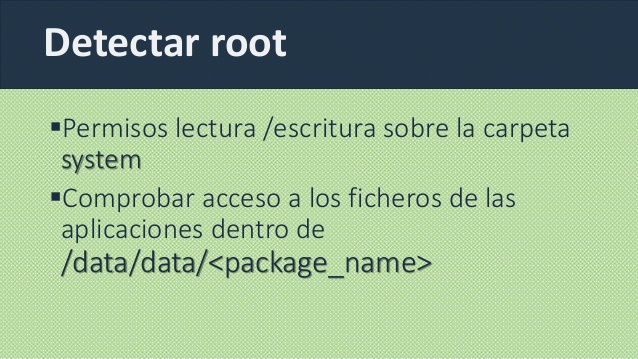 Detectar root
▪Permisos lectura /escritura sobre la carpeta
system
▪Comprobar acceso a los ficheros de las
aplicaciones dentro de
/data/data/<package_name>